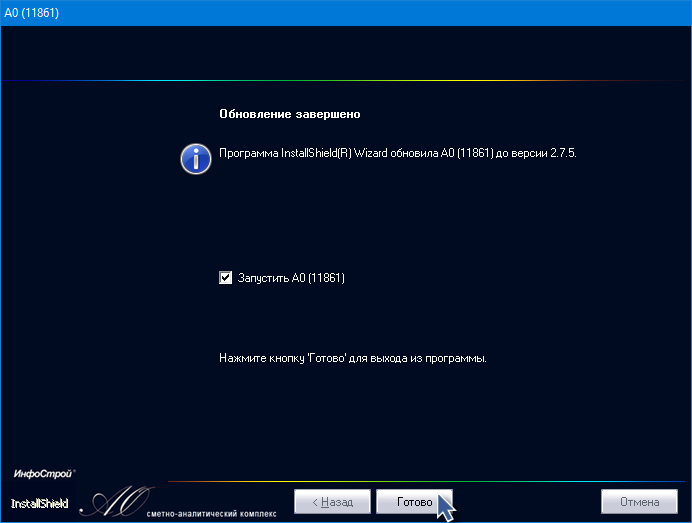 A0 (11861)
Обновление завершено
Программа InstallShield(R) Wizard обновила A0 (11861) до версии 2.7.5.
Запустить A0 (11861)
Нажмите кнопку 'Готово' для выхода из программы.
ИнфоСтрой®
InstallShield
А0
сметно-аналитический комплекс
< Назад
Готово
Отмена